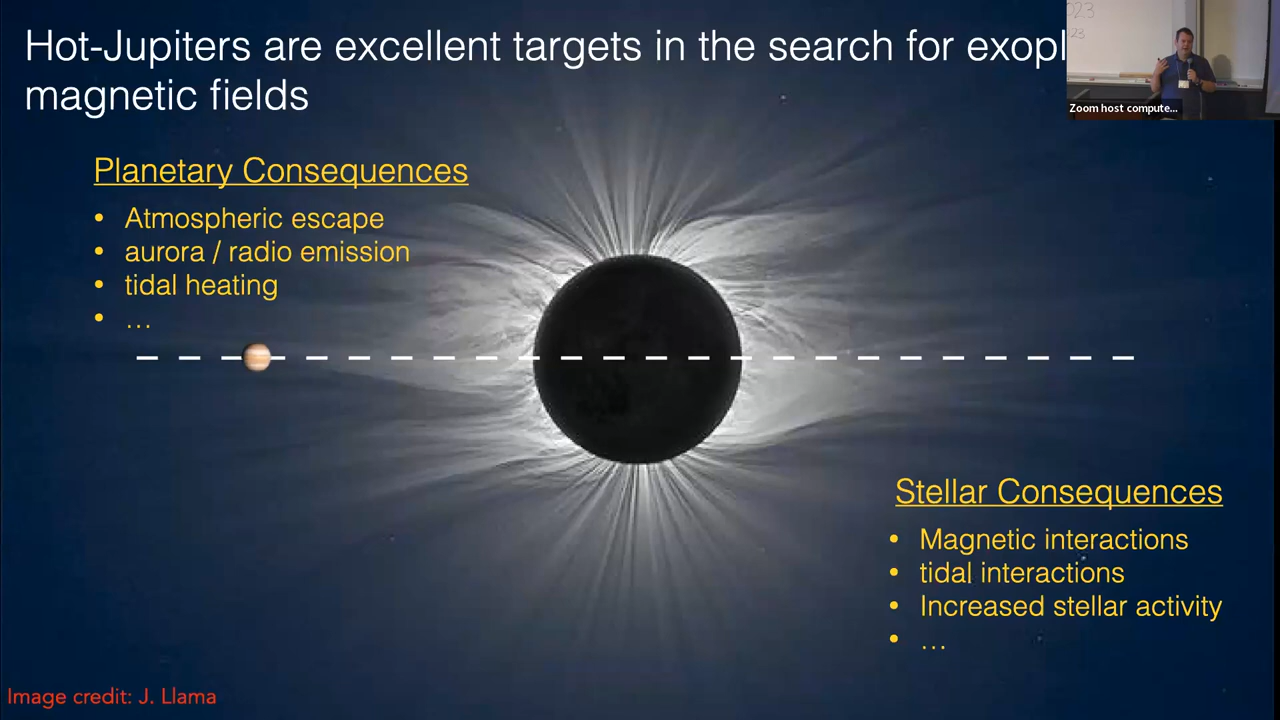 Hot-Jupiters are excellent targets in the search for exopl
magnetic fields
Zoom host compute...
Planetary Consequences
• Atmospheric escape
• aurora / radio emission
• tidal heating
• ...
Stellar Consequences
• Magnetic interactions
• tidal interactions
• Increased stellar activity
• ...
Image credit: J. Llama